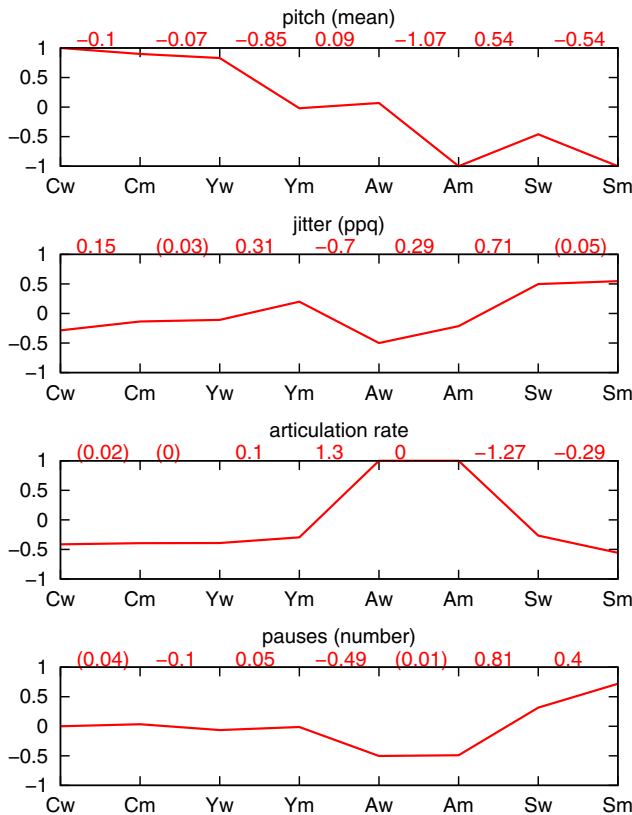 pitch (mean)
−0.1 −0.07 −0.85 0.09 −1.07 0.54 −0.54
1
0.5
0
−0.5
−1
Cw Cm Yw Ym Aw Am Sw Sm
jitter (ppq)
0.15 (0.03) 0.31 −0.7 0.29 0.71 (0.05)
1
0.5
0
−0.5
−1
Cw Cm Yw Ym Aw Am Sw Sm
articulation rate
(0.02) (0) 0.1 1.3 0 −1.27 −0.29
1
0.5
0
−0.5
−1
Cw Cm Yw Ym Aw Am Sw Sm
pauses (number)
(0.04) −0.1 0.05 −0.49 (0.01) 0.81 0.4
1
0.5
0
−0.5
−1
Cw Cm Yw Ym Aw Am Sw Sm